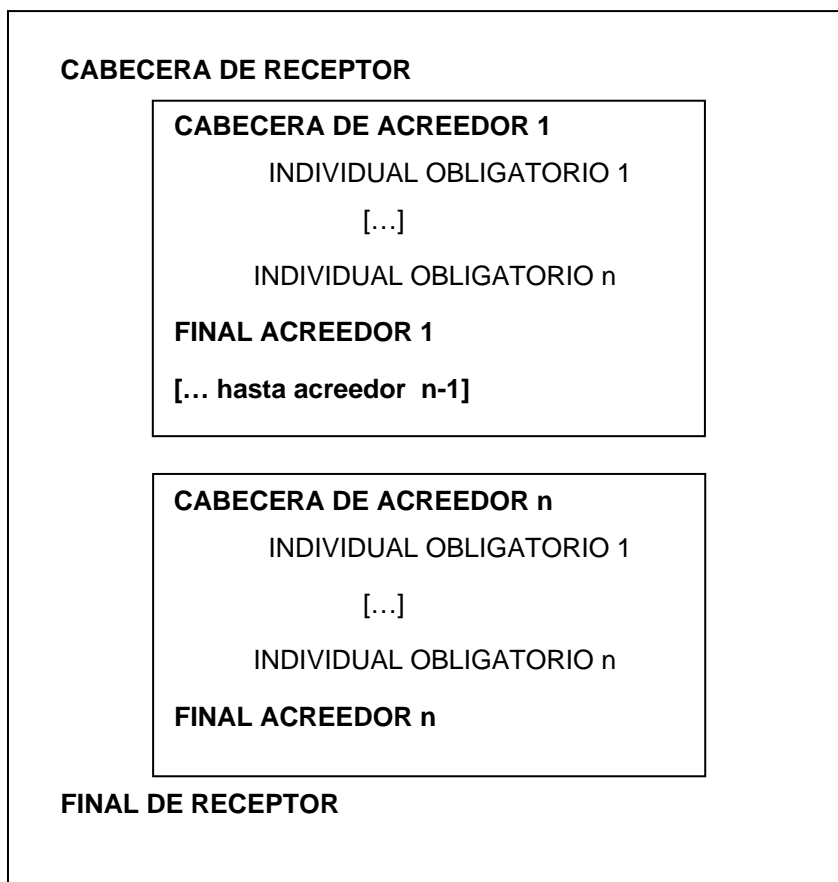 CABECERA DE RECEPTOR
CABECERA DE ACREEDOR 1
INDIVIDUAL OBLIGATORIO 1
[…]
INDIVIDUAL OBLIGATORIO n
FINAL ACREEDOR 1
[… hasta acreedor n-1]
CABECERA DE ACREEDOR n
INDIVIDUAL OBLIGATORIO 1
[…]
INDIVIDUAL OBLIGATORIO n
FINAL ACREEDOR n
FINAL DE RECEPTOR